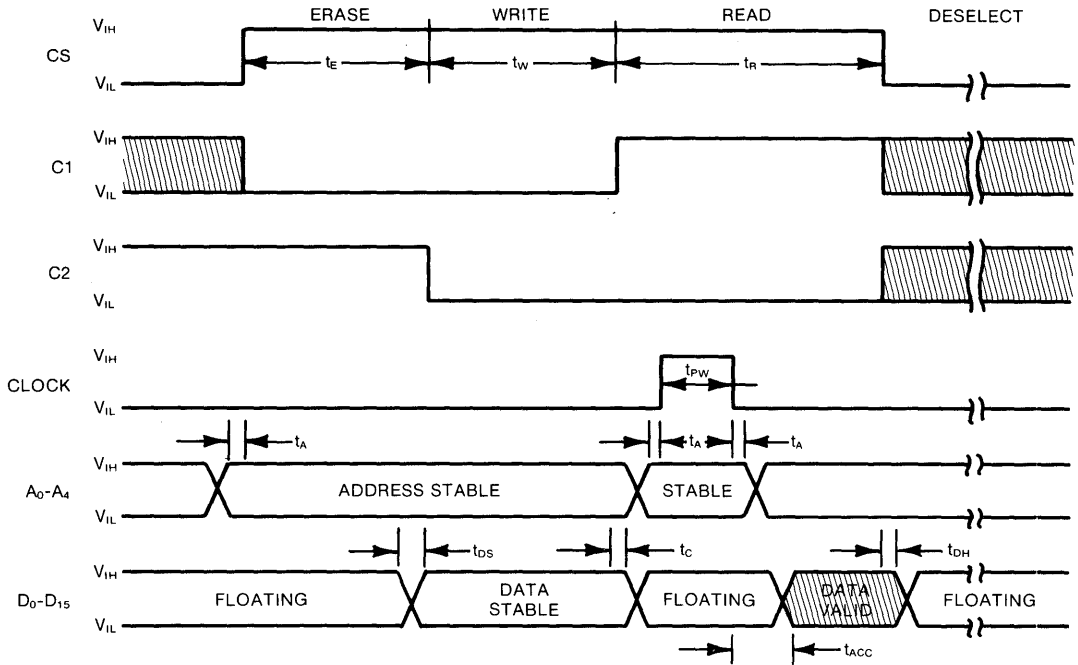 ERASE WRITE READ DESELECT
VIH
CS
tE tW tR
VIL
VIH
C1
VIL
VIH
C2
VIL
VIH
CLOCK
tPW
VIL
tA tA tA
VIH
A0-A4 ADDRESS STABLE STABLE
VIL
tDS tC tDH
VIH
D0-D15 FLOATING DATA STABLE FLOATING DATA VALID FLOATING
VIL
tACC